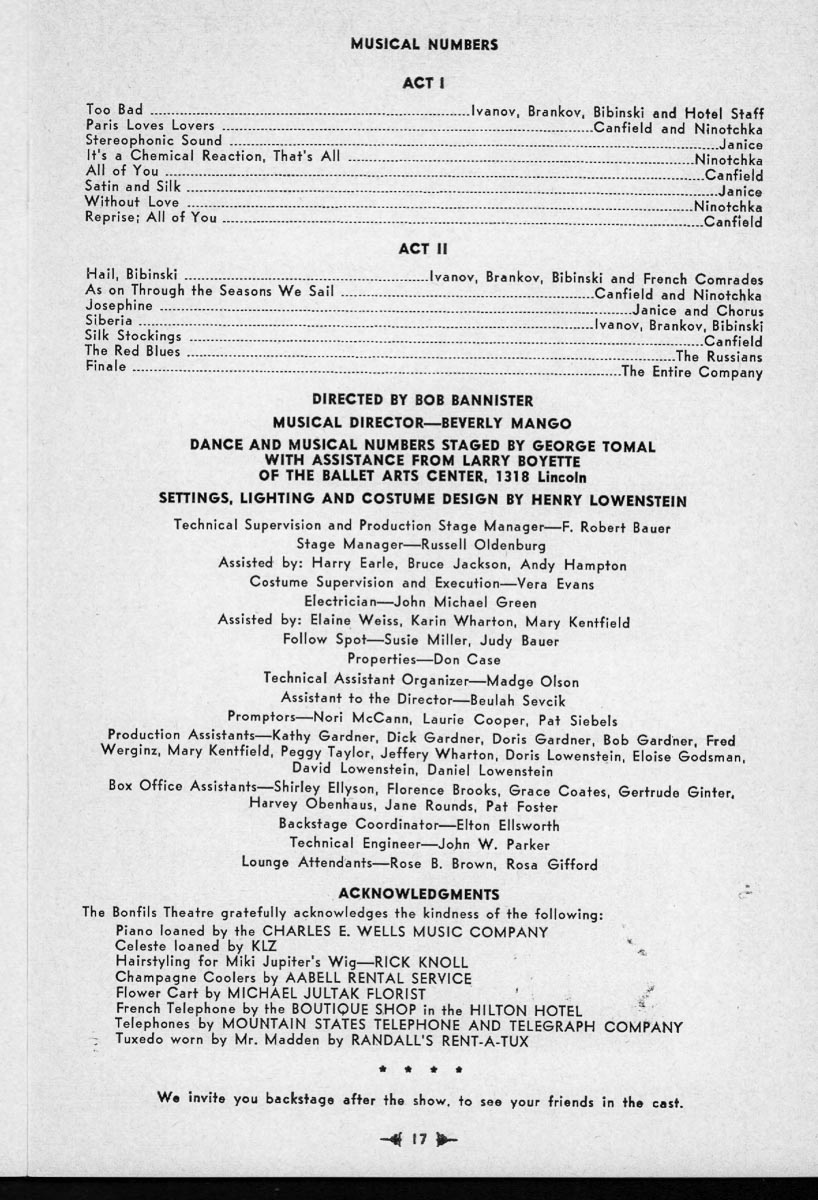 MUSICAL NUMBERS
ACT I
Too Bad ........ Ivanov, Brankov, Bibinski and Hotel Staff
Paris Loves Lovers ........ Canfield and Ninotchka
Stereophonic Sound ........ Janice
It's a Chemical Reaction, That's All ........ Ninotchka
All of You ........ Canfield
Satin and Silk ........ Janice
Without Love ........ Ninotchka
Reprise; All of You ........ Canfield
ACT II
Hail, Bibinski ........ Ivanov, Brankov, Bibinski and French Comrades
As on Through the Seasons We Sail ........ Canfield and Ninotchka
Josephine ........ Janice and Chorus
Siberia ........ Ivanov, Brankov, Bibinski
Silk Stockings ........ Canfield
The Red Blues ........ The Russians
Finale ........ The Entire Company
DIRECTED BY BOB BANNISTER
MUSICAL DIRECTOR—BEVERLY MANGO
DANCE AND MUSICAL NUMBERS STAGED BY GEORGE TOMAL
WITH ASSISTANCE FROM LARRY BOYETTE
OF THE BALLET ARTS CENTER, 1318 Lincoln
SETTINGS, LIGHTING AND COSTUME DESIGN BY HENRY LOWENSTEIN
Technical Supervision and Production Stage Manager—F. Robert Bauer
Stage Manager—Russell Oldenburg
Assisted by: Harry Earle, Bruce Jackson, Andy Hampton
Costume Supervision and Execution—Vera Evans
Electrician—John Michael Green
Assisted by: Elaine Weiss, Karin Wharton, Mary Kentfield
Follow Spot—Susie Miller, Judy Bauer
Properties—Don Case
Technical Assistant Organizer—Madge Olson
Assistant to the Director—Beulah Sevcik
Promptors—Nori McCann, Laurie Cooper, Pat Siebels
Production Assistants—Kathy Gardner, Dick Gardner, Doris Gardner, Bob Gardner, Fred
Werginz, Mary Kentfield, Peggy Taylor, Jeffery Wharton, Doris Lowenstein, Eloise Godsman,
David Lowenstein, Daniel Lowenstein
Box Office Assistants—Shirley Ellyson, Florence Brooks, Grace Coates, Gertrude Ginter,
Harvey Obenhaus, Jane Rounds, Pat Foster
Backstage Coordinator—Elton Ellsworth
Technical Engineer—John W. Parker
Lounge Attendants—Rose B. Brown, Rosa Gifford
ACKNOWLEDGMENTS
The Bonfils Theatre gratefully acknowledges the kindness of the following:
Piano loaned by the CHARLES E. WELLS MUSIC COMPANY
Celeste loaned by KLZ
Hairstyling for Miki Jupiter's Wig—RICK KNOLL
Champagne Coolers by AABELL RENTAL SERVICE
Flower Cart by MICHAEL JULTAK FLORIST
French Telephone by the BOUTIQUE SHOP in the HILTON HOTEL
Telephones by MOUNTAIN STATES TELEPHONE AND TELEGRAPH COMPANY
Tuxedo worn by Mr. Madden by RANDALL'S RENT-A-TUX
* * * *
We invite you backstage after the show, to see your friends in the cast.
17